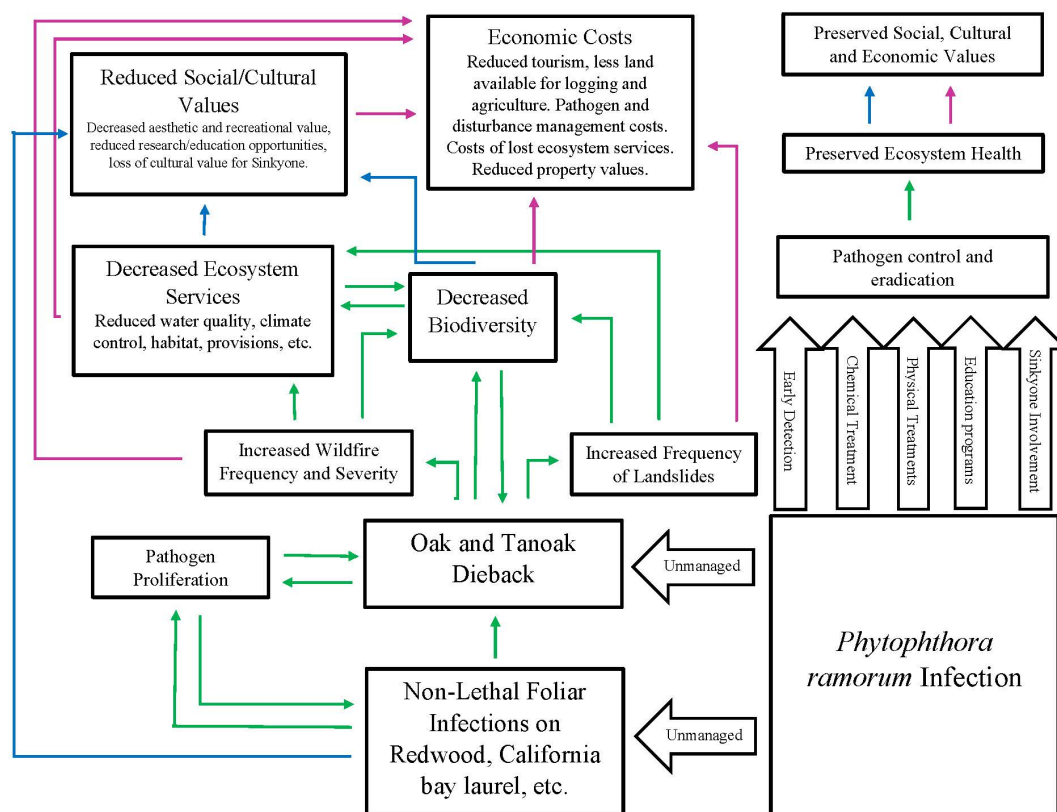 Economic Costs
Reduced tourism, less land
available for logging and
agriculture. Pathogen and
disturbance management costs.
Costs of lost ecosystem services.
Reduced property values.
Preserved Social, Cultural
and Economic Values
Reduced Social/Cultural
Values
Decreased aesthetic and recreational value,
reduced research/education opportunities,
loss of cultural value for Sinkyone.
Preserved Ecosystem Health
Decreased Ecosystem
Services
Reduced water quality, climate
control, habitat, provisions, etc.
Decreased
Biodiversity
Pathogen control and
eradication
Early Detection
Chemical Treatment
Physical Treatments
Education programs
Sinkyone Involvement
Increased Wildfire
Frequency and Severity
Increased Frequency
of Landslides
Pathogen
Proliferation
Oak and Tanoak
Dieback
Unmanaged
Phytophthora
ramorum Infection
Non-Lethal Foliar
Infections on
Redwood, California
bay laurel, etc.
Unmanaged